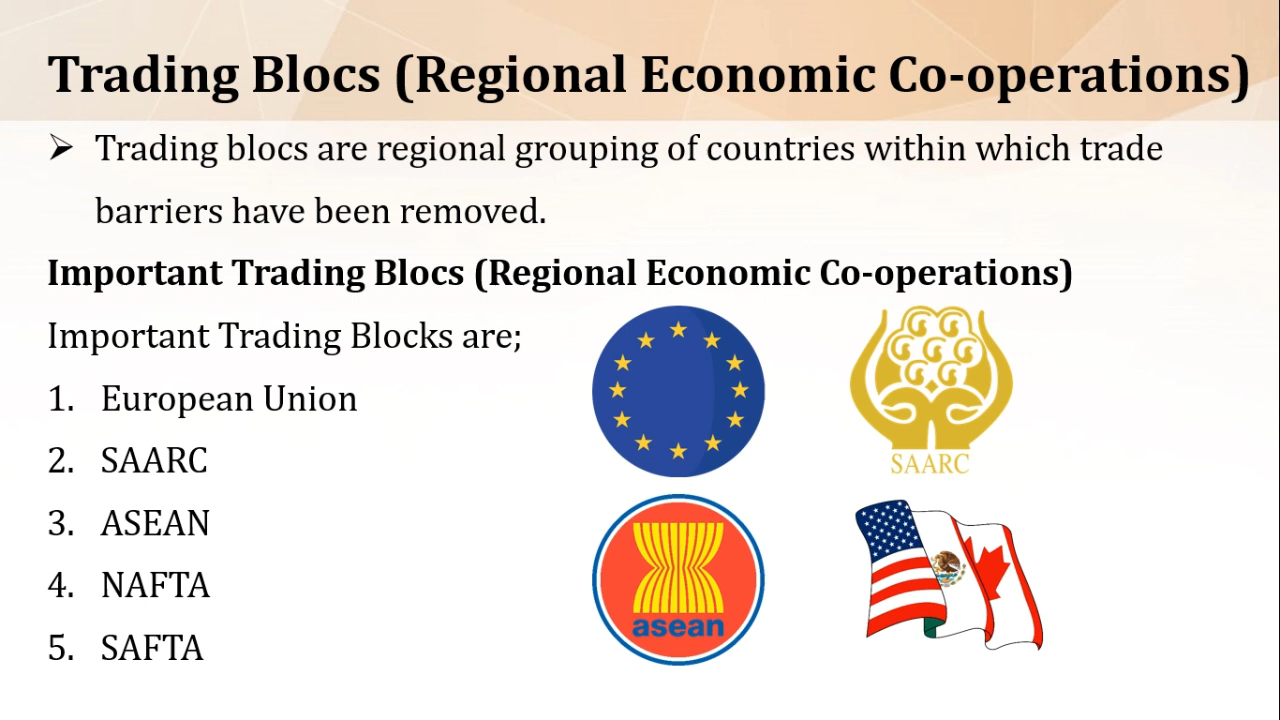 Trading Blocs (Regional Economic Co-operations)
➢ Trading blocs are regional grouping of countries within which trade
barriers have been removed.
Important Trading Blocs (Regional Economic Co-operations)
Important Trading Blocks are;
1. European Union
2. SAARC
3. ASEAN
4. NAFTA
5. SAFTA
SAARC
asean